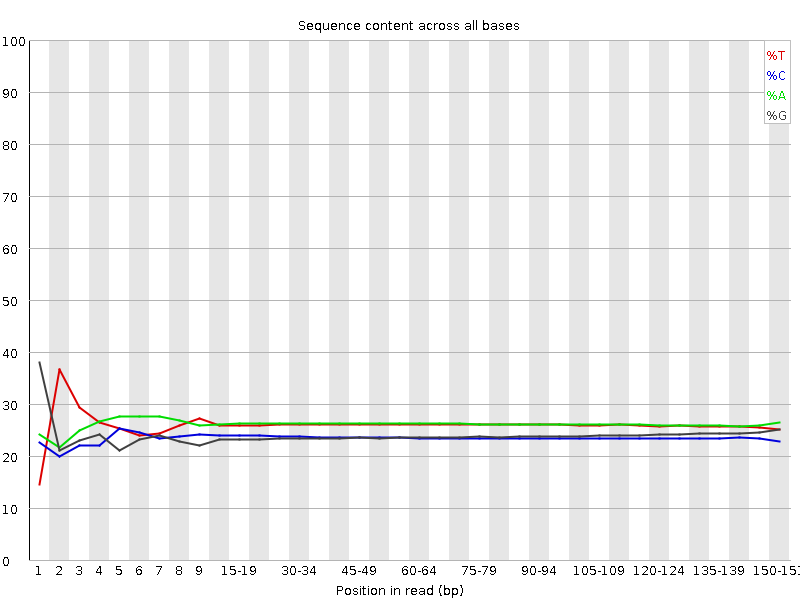 Sequence content across all bases
100
90
80
70
60
50
40
30
20
10
0
%T
%C
%A
%G
1 2 3 4 5 6 7 8 9 15-19 30-34 45-49 60-64 75-79 90-94 105-109 120-124 135-139 150-151
Position in read (bp)